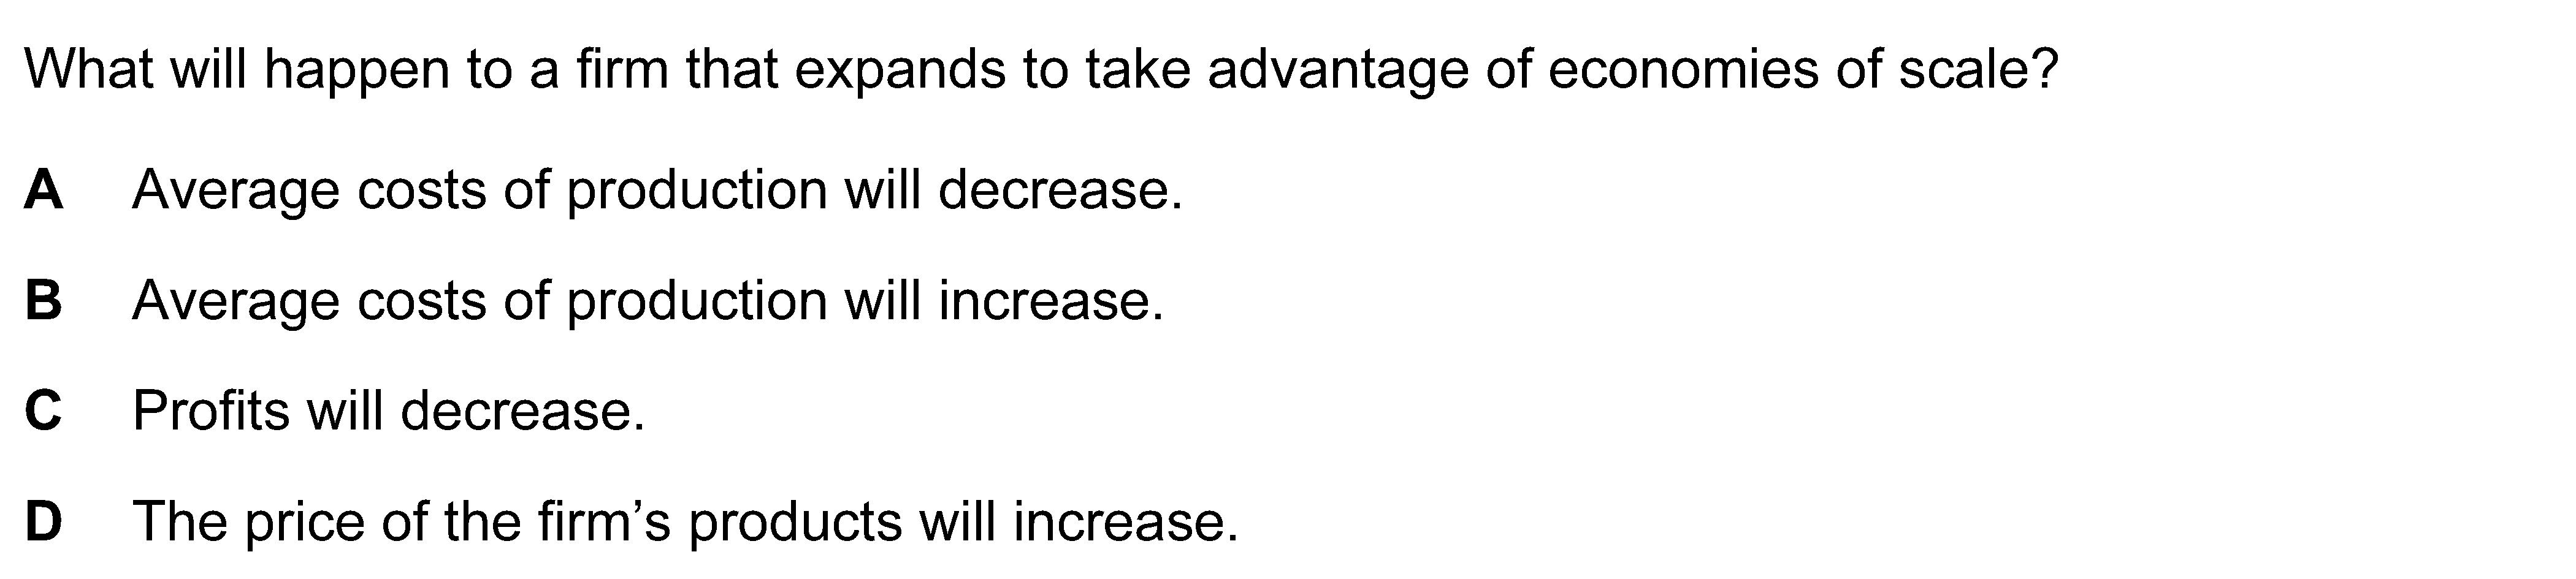 What will happen to a firm that expands to take advantage of economies of scale?
A Average costs of production will decrease.
B Average costs of production will increase.
C Profits will decrease.
D The price of the firm’s products will increase.